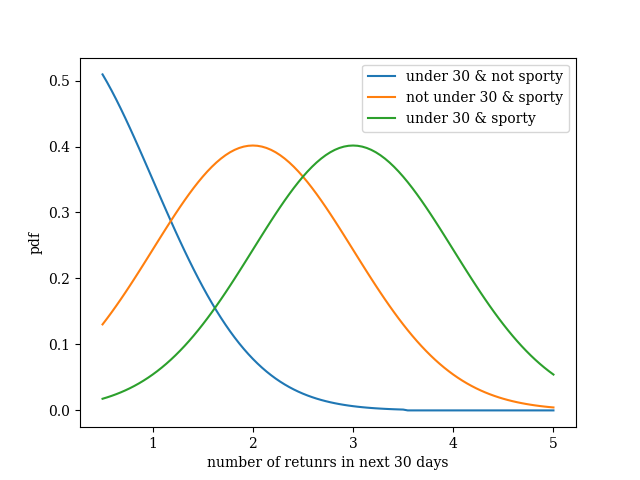 0.5
0.4
0.3
0.2
0.1
0.0
pdf
under 30 & not sporty
not under 30 & sporty
under 30 & sporty
1 2 3 4 5
number of retunrs in next 30 days